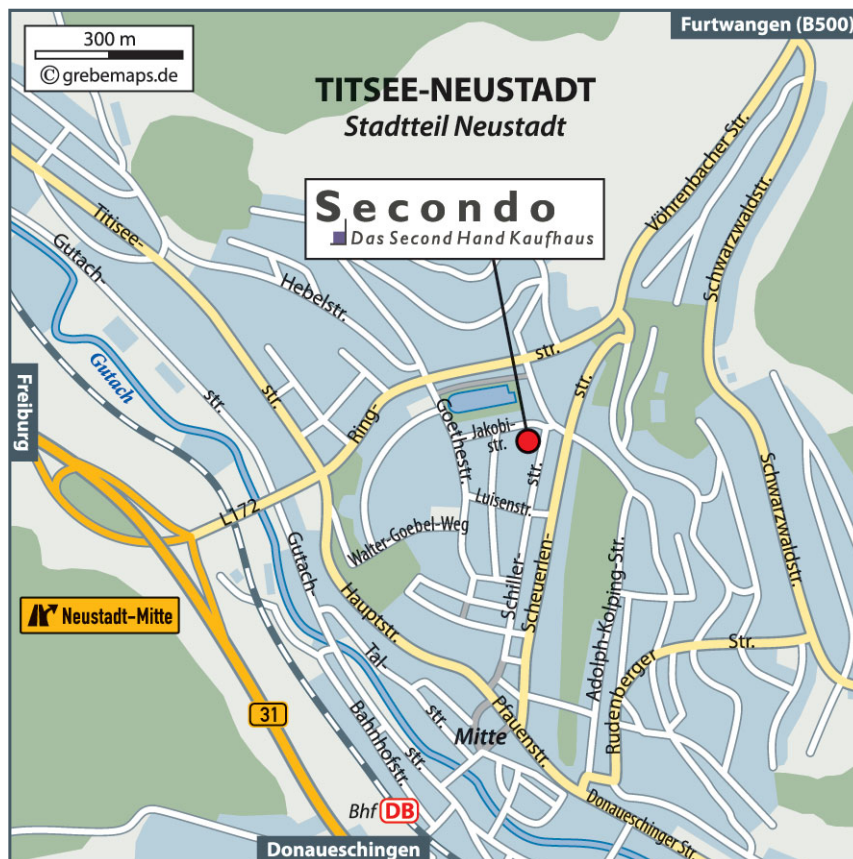 300 m
© grebemaps.de
Furtwangen (B500)
TITSEE-NEUSTADT
Stadtteil Neustadt
Secondo
Das Second Hand Kaufhaus
Titisee-
str.
Gutach-
str.
Gutach
Hebelstr.
Vöhrenbacher Str.
Schwarzwaldstr.
Freiburg
Ring-
str.
Goethestr.
Jakobi-
str.
Luisenstr.
Schiller-
str.
Scheuerlen-
str.
L172
Walter-Goebel-Weg
Schwarzwaldstr.
Gutach-
str.
Hauptstr.
Neustadt-Mitte
31
Tal-
str.
Adolph-Kolping-Str.
Rudenberger
Str.
Pfauenstr.
Mitte
Bahnhofstr.
Donaueschinger Str.
Bhf DB
Donaueschingen